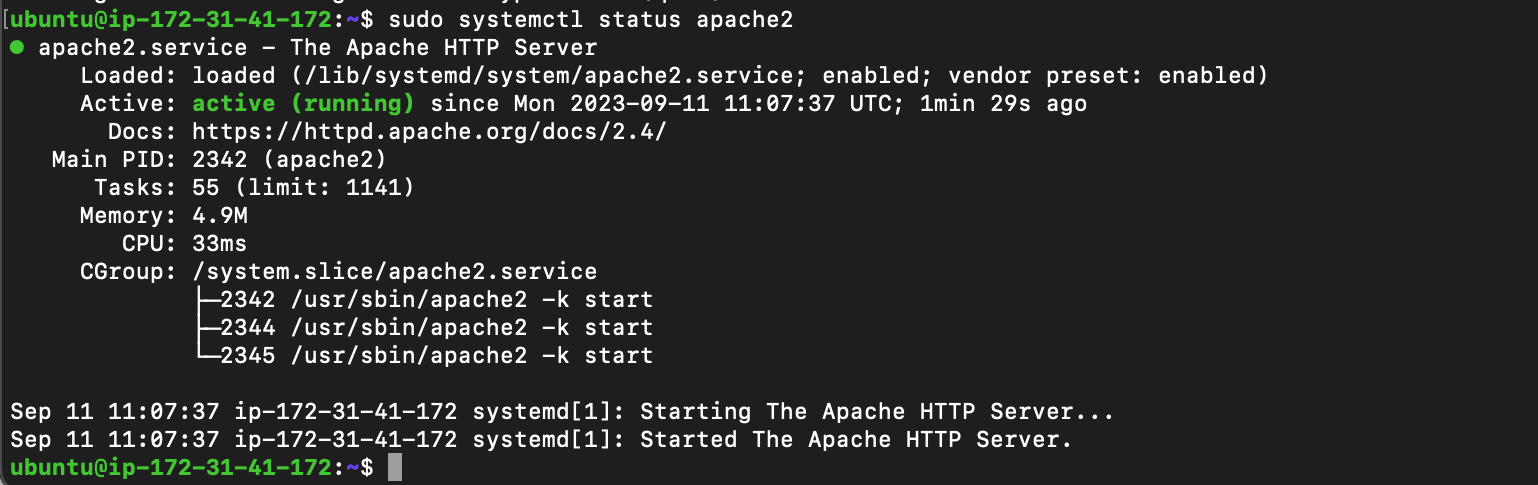 [ubuntu@ip-172-31-41-172:~$ sudo systemctl status apache2
● apache2.service – The Apache HTTP Server
     Loaded: loaded (/lib/systemd/system/apache2.service; enabled; vendor preset: enabled)
     Active: active (running) since Mon 2023-09-11 11:07:37 UTC; 1min 29s ago
       Docs: https://httpd.apache.org/docs/2.4/
   Main PID: 2342 (apache2)
      Tasks: 55 (limit: 1141)
     Memory: 4.9M
        CPU: 33ms
     CGroup: /system.slice/apache2.service
             ├─2342 /usr/sbin/apache2 -k start
             ├─2344 /usr/sbin/apache2 -k start
             └─2345 /usr/sbin/apache2 -k start
Sep 11 11:07:37 ip-172-31-41-172 systemd[1]: Starting The Apache HTTP Server...
Sep 11 11:07:37 ip-172-31-41-172 systemd[1]: Started The Apache HTTP Server.
ubuntu@ip-172-31-41-172:~$